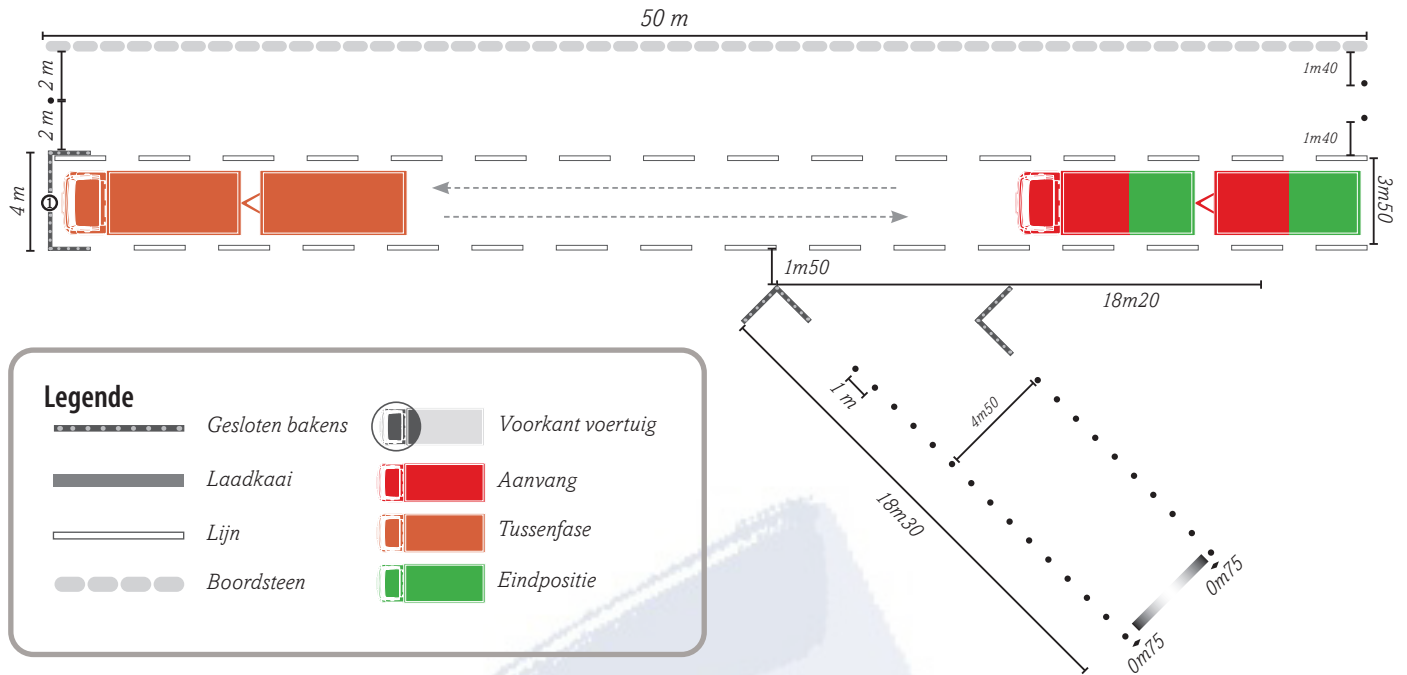 50 m
2 m
2 m
1m40
1m40
4 m
1
3m50
1m50
18m20
1 m
4m50
18m30
0m75
0m75
Legende
Gesloten bakens
Voorkant voertuig
Laadkaai
Aanvang
Lijn
Tussenfase
Boordsteen
Eindpositie